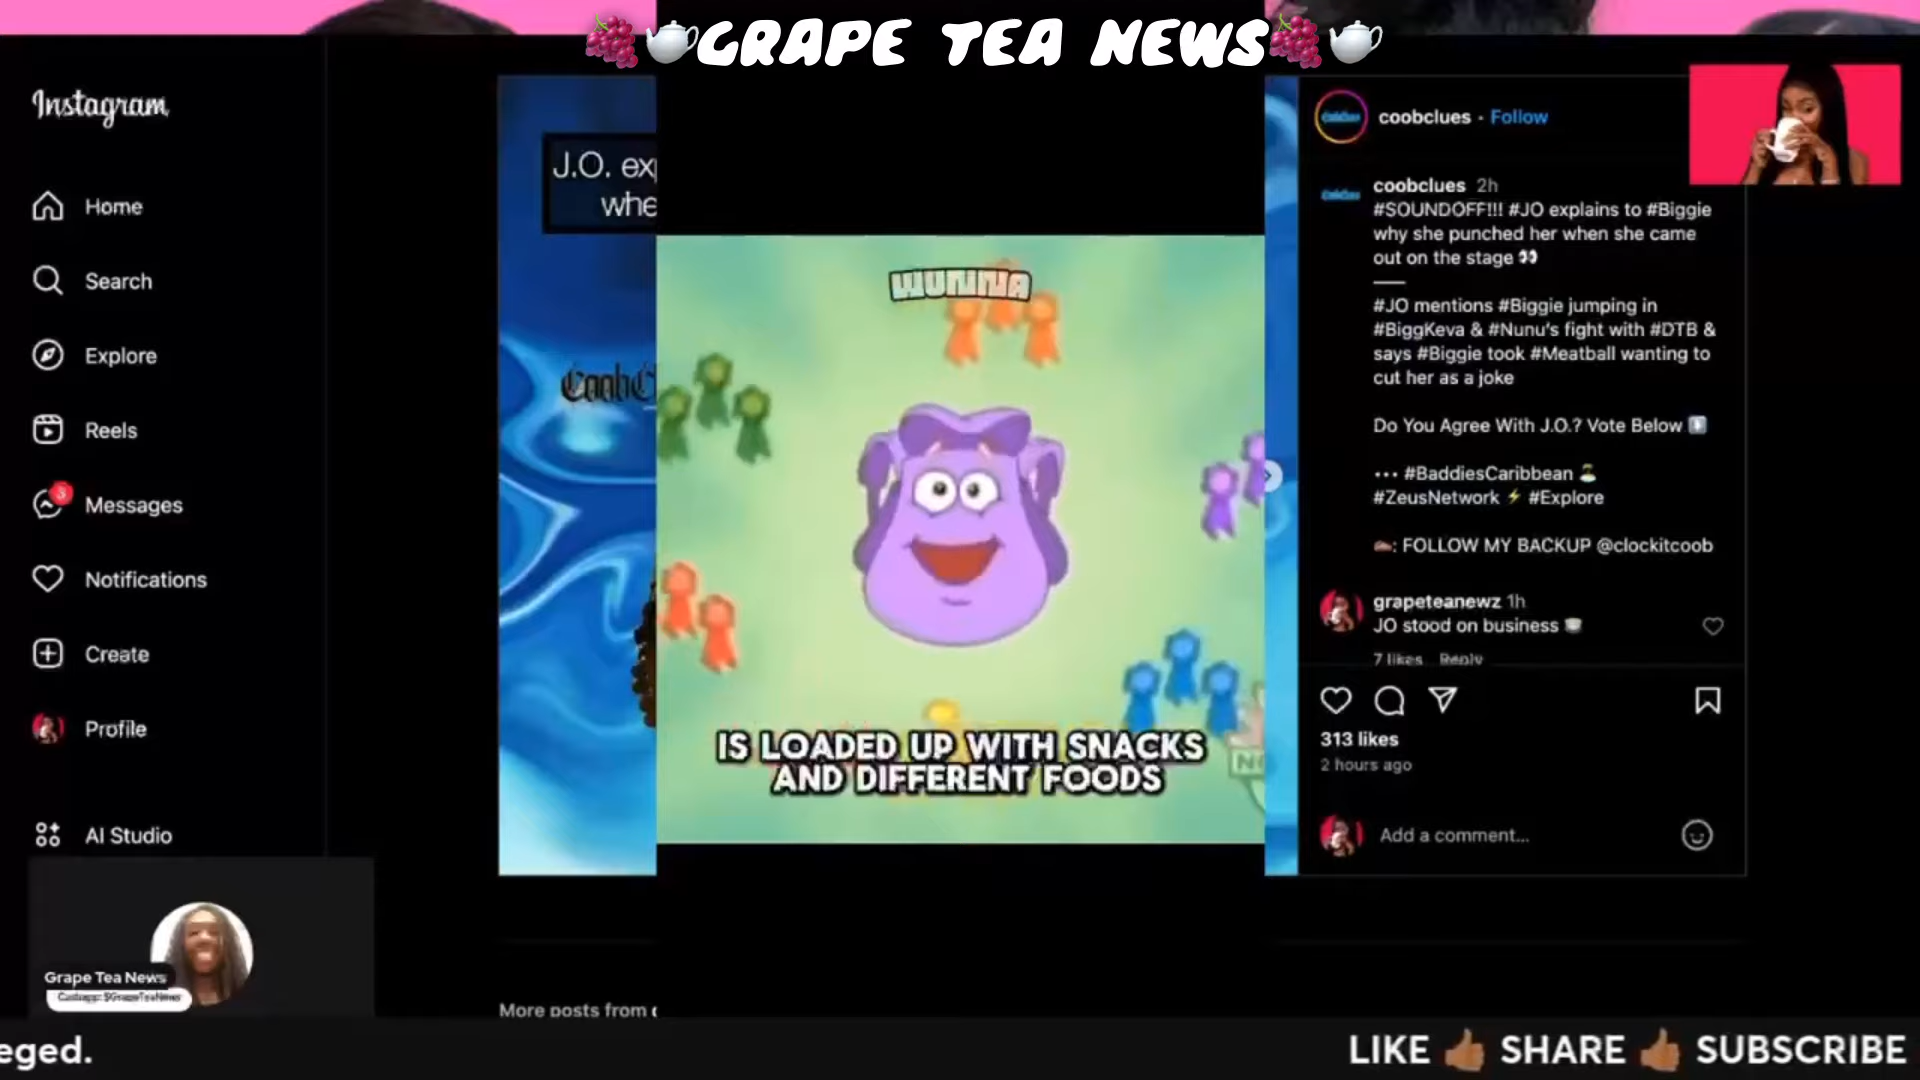 GRAPE TEA NEWS
Instagram
Home
Search
Explore
Reels
3
Messages
Notifications
Create
Profile
AI Studio
Grape Tea News
Cashapp: $GrapeTeaNews
J.O. exp
whe
CoobC
WUNNA
IS LOADED UP WITH SNACKS
AND DIFFERENT FOODS
coobclues • Follow
coobclues 2h
#SOUNDOFF!!! #JO explains to #Biggie
why she punched her when she came
out on the stage 👀
#JO mentions #Biggie jumping in
#BiggKeva & #Nunu's fight with #DTB &
says #Biggie took #Meatball wanting to
cut her as a joke
Do You Agree With J.O.? Vote Below ⬇️
••• #BaddiesCaribbean 🏝️
#ZeusNetwork ⚡ #Explore
: FOLLOW MY BACKUP @clockitcoob
grapeteanewz 1h
JO stood on business
7 likes Reply
313 likes
2 hours ago
Add a comment...
More posts from
eged.
LIKE 👍🏾 SHARE 👍🏾 SUBSCRIBE